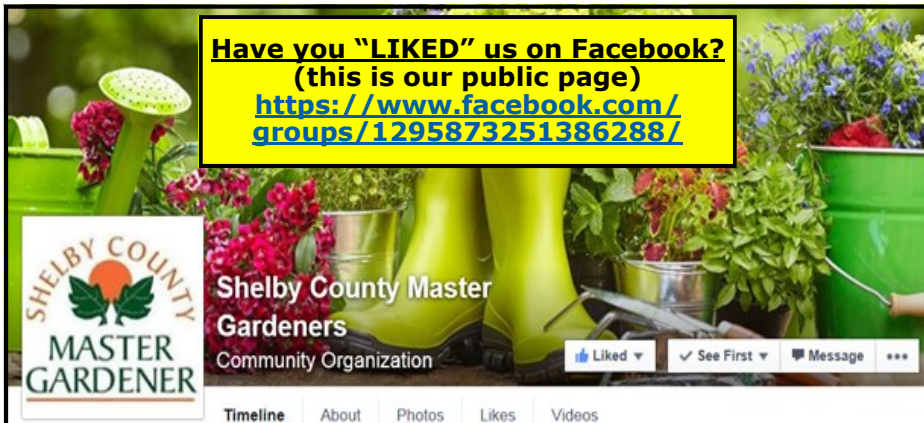 Have you “LIKED” us on Facebook?
(this is our public page)
https://www.facebook.com/
groups/1295873251386288/
SHELBY COUNTY
MASTER
GARDENER
Shelby County Master
Gardeners
Community Organization
Liked
See First
Message
Timeline
About
Photos
Likes
Videos